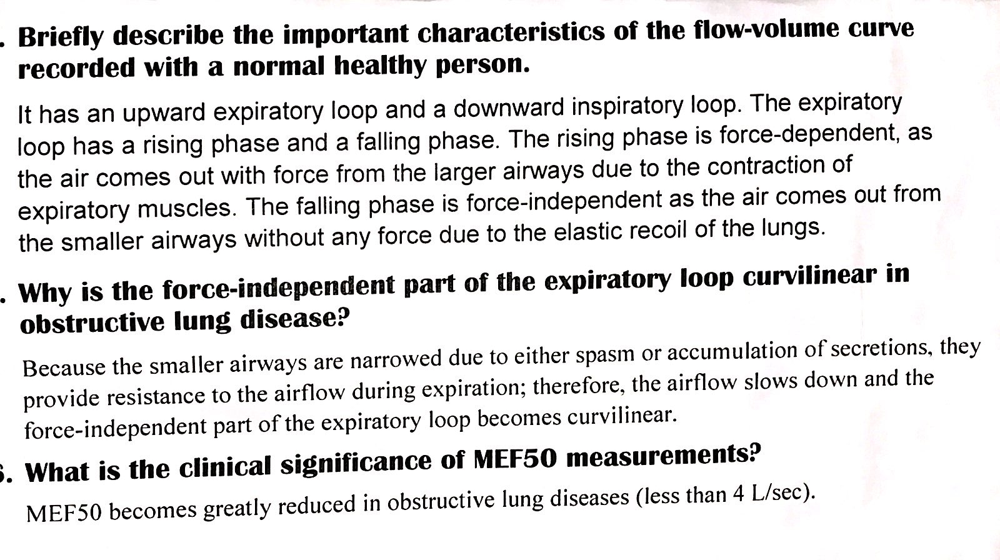 . Briefly describe the important characteristics of the flow-volume curve
recorded with a normal healthy person.
It has an upward expiratory loop and a downward inspiratory loop. The expiratory
loop has a rising phase and a falling phase. The rising phase is force-dependent, as
the air comes out with force from the larger airways due to the contraction of
expiratory muscles. The falling phase is force-independent as the air comes out from
the smaller airways without any force due to the elastic recoil of the lungs.
. Why is the force-independent part of the expiratory loop curvilinear in
obstructive lung disease?
Because the smaller airways are narrowed due to either spasm or accumulation of secretions, they
provide resistance to the airflow during expiration; therefore, the airflow slows down and the
force-independent part of the expiratory loop becomes curvilinear.
. What is the clinical significance of MEF50 measurements?
MEF50 becomes greatly reduced in obstructive lung diseases (less than 4 L/sec).